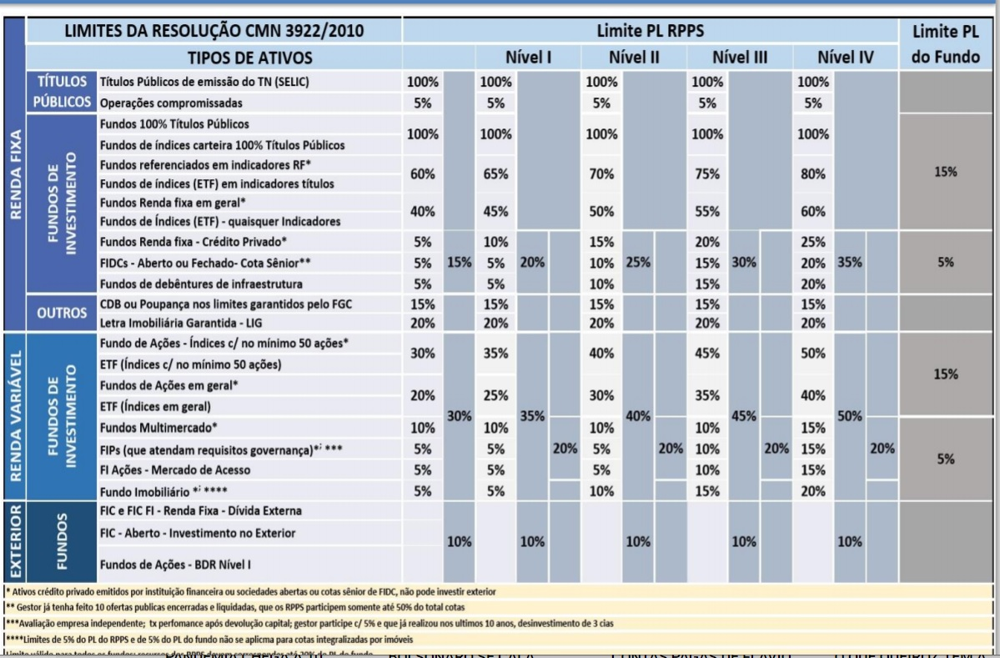 LIMITES DA RESOLUÇÃO CMN 3922/2010 Limite PL RPPS Limite PL
TIPOS DE ATIVOS Nível I Nível II Nível III Nível IV do Fundo
RENDA FIXA
TÍTULOS PÚBLICOS
Títulos Públicos de emissão do TN (SELIC) 100% 100% 100% 100% 100%
Operações compromissadas 5% 5% 5% 5% 5%
FUNDOS DE INVESTIMENTO
Fundos 100% Títulos Públicos
100% 100% 100% 100% 100%
Fundos de índices carteira 100% Títulos Públicos
Fundos referenciados em indicadores RF*
60% 65% 70% 75% 80% 15%
Fundos de índices (ETF) em indicadores títulos
Fundos Renda fixa em geral*
40% 45% 50% 55% 60%
Fundos de Índices (ETF) - quaisquer Indicadores
Fundos Renda fixa - Crédito Privado* 5% 10% 15% 20% 25%
FIDCs - Aberto ou Fechado- Cota Sênior** 5% 15% 5% 20% 10% 25% 15% 30% 20% 35% 5%
Fundos de debêntures de infraestrutura 5% 5% 10% 15% 20%
OUTROS
CDB ou Poupança nos limites garantidos pelo FGC 15% 15% 15% 15% 15%
Letra Imobiliária Garantida - LIG 20% 20% 20% 20% 20%
RENDA VARIÁVEL
FUNDOS DE INVESTIMENTO
Fundo de Ações - Índices c/ no mínimo 50 ações*
30% 35% 40% 45% 50%
ETF (Índices c/ no mínimo 50 ações)
15%
Fundos de Ações em geral*
20% 25% 30% 35% 40%
ETF (Índices em geral)
30% 35% 40% 45% 50%
Fundos Multimercado* 10% 10% 10% 10% 15%
FIPs (que atendam requisitos governança)*; *** 5% 5% 20% 5% 20% 10% 20% 15% 20%
5%
FI Ações - Mercado de Acesso 5% 5% 5% 10% 15%
Fundo Imobiliário *; **** 5% 5% 10% 15% 20%
EXTERIOR
FUNDOS
FIC e FIC FI - Renda Fixa - Dívida Externa
FIC - Aberto - Investimento no Exterior
10% 10% 10% 10% 10%
Fundos de Ações - BDR Nível I
* Ativos crédito privado emitidos por instituição financeira ou sociedades abertas ou cotas sênior de FIDC, não pode investir exterior
** Gestor já tenha feito 10 ofertas publicas encerradas e liquidadas, que os RPPS participem somente até 50% do total cotas
***Avaliação empresa independente; tx perfomance após devolução capital; gestor participe c/ 5% e que já realizou nos ultimos 10 anos, desinvestimento de 3 cias
****Limites de 5% do PL do RPPS e de 5% do PL do fundo não se aplicma para cotas integralizadas por imóveis